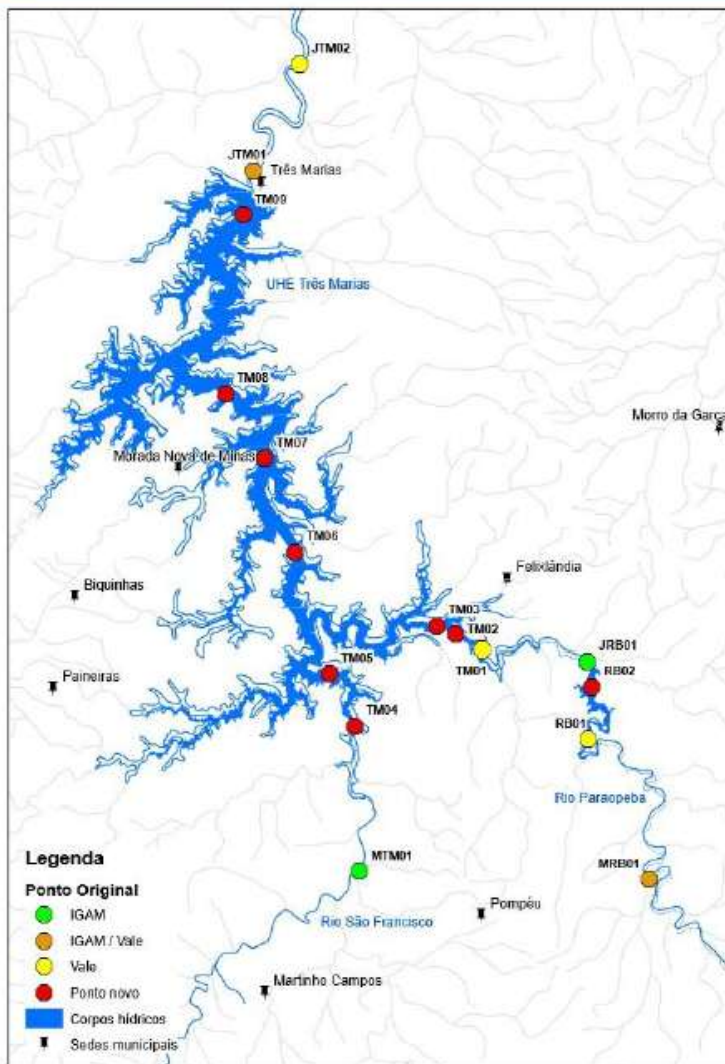 JTM02
JTM01
Três Marias
TM09
UHE Três Marias
TM08
Morro da Garça
TM07
Morada Nova de Minas
TM06
Felixlândia
Biquinhas
TM03
TM02
JRB01
TM01
RB02
TM05
Paineiras
TM04
RB01
Rio Paraopeba
MTM01
MRB01
Pompéu
Rio São Francisco
Martinho Campos
Legenda
Ponto Original
IGAM
IGAM / Vale
Vale
Ponto novo
Corpos hídricos
Sedes municipais